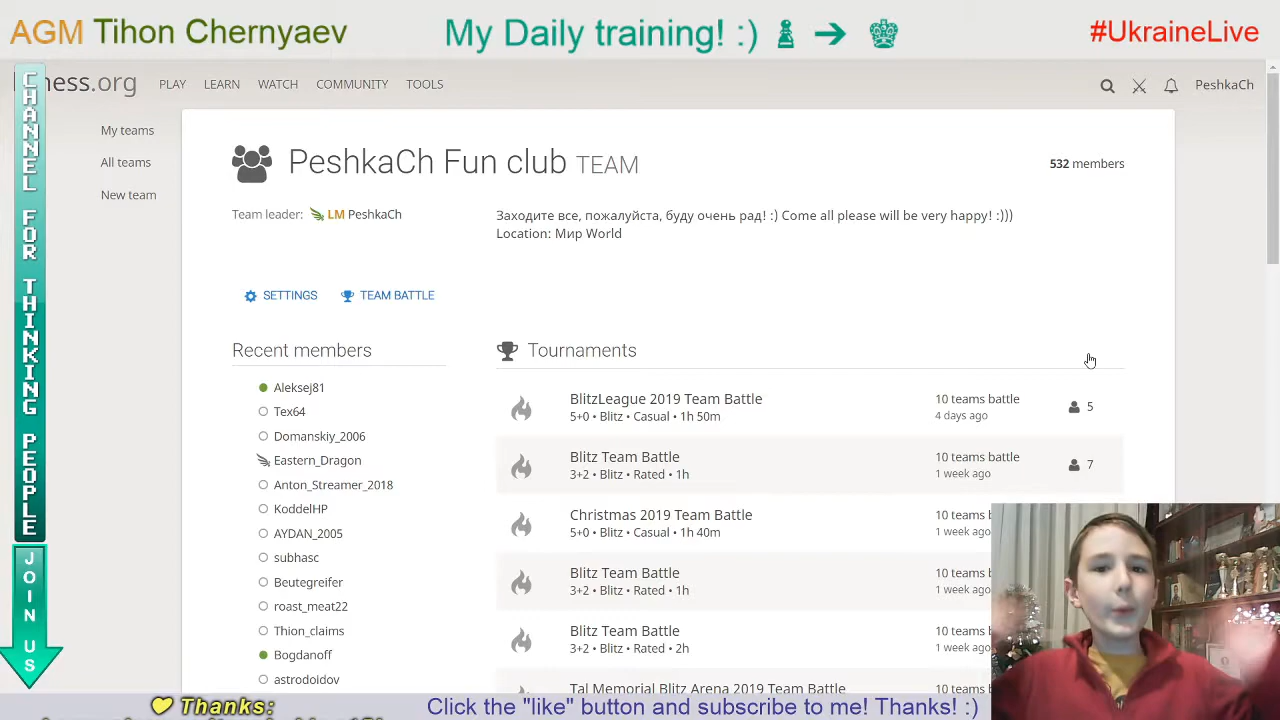 AGM Tihon Chernyaev
My Daily training! :)
#UkraineLive
CHANNEL FOR THINKING PEOPLE
JOIN US
hess.org
PLAY LEARN WATCH COMMUNITY TOOLS
PeshkaCh
My teams
All teams
New team
PeshkaCh Fun club TEAM
532 members
Team leader: LM PeshkaCh
Заходите все, пожалуйста, буду очень рад! :) Come all please will be very happy! :)))
Location: Мир World
SETTINGS TEAM BATTLE
Recent members
Aleksej81
Tex64
Domanskiy_2006
Eastern_Dragon
Anton_Streamer_2018
KoddelHP
AYDAN_2005
subhasc
Beutegreifer
roast_meat22
Thion_claims
Bogdanoff
astrodoidov
Tournaments
BlitzLeague 2019 Team Battle
5+0 • Blitz • Casual • 1h 50m
10 teams battle
4 days ago
5
Blitz Team Battle
3+2 • Blitz • Rated • 1h
10 teams battle
1 week ago
7
Christmas 2019 Team Battle
5+0 • Blitz • Casual • 1h 40m
10 teams b
1 week ago
Blitz Team Battle
3+2 • Blitz • Rated • 1h
10 teams b
1 week ago
Blitz Team Battle
3+2 • Blitz • Rated • 2h
10 teams b
1 week ago
Tal Memorial Blitz Arena 2019 Team Battle
10 teams b
Thanks:
Click the "like" button and subscribe to me! Thanks! :)